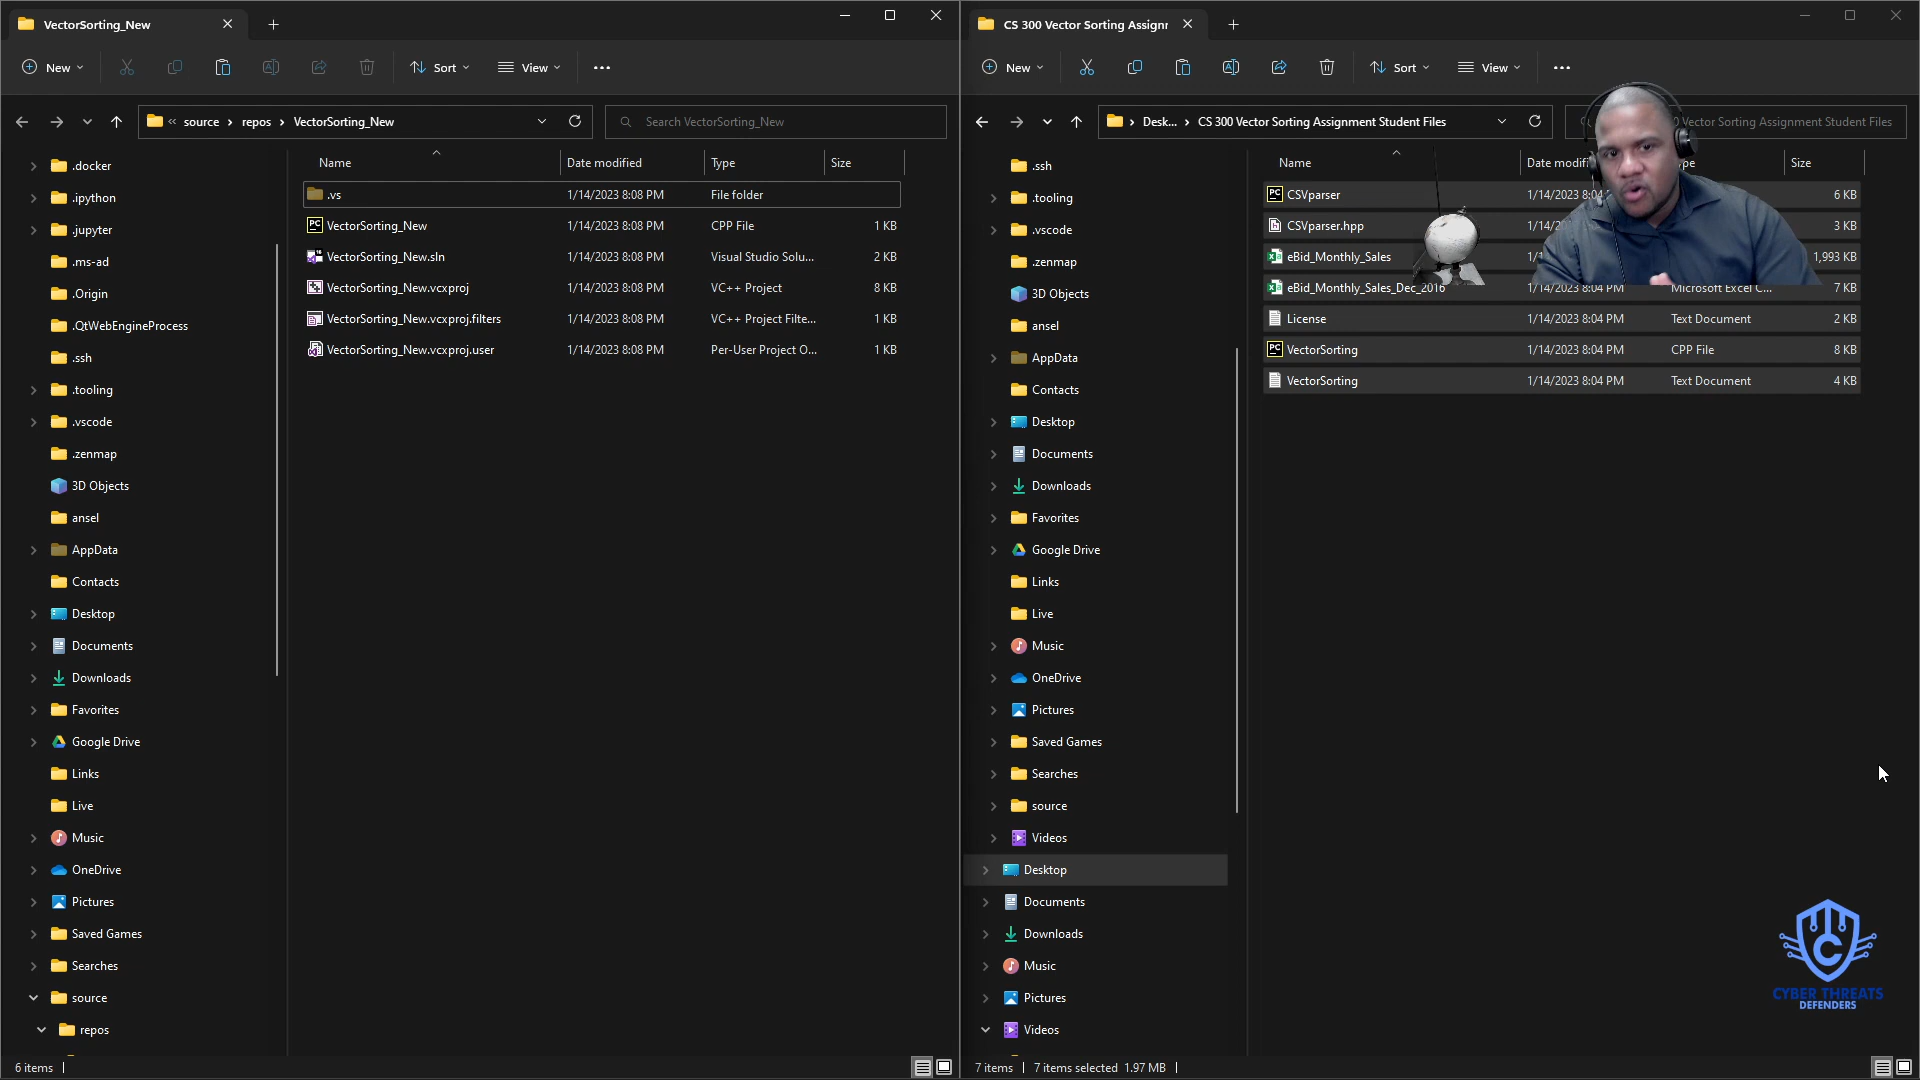 VectorSorting_New
New
Sort
View
source
repos
VectorSorting_New
Search VectorSorting_New
Name
Date modified
Type
Size
.vs
1/14/2023 8:08 PM
File folder
VectorSorting_New
1/14/2023 8:08 PM
CPP File
1 KB
VectorSorting_New.sln
1/14/2023 8:08 PM
Visual Studio Solu...
2 KB
VectorSorting_New.vcxproj
1/14/2023 8:08 PM
VC++ Project
8 KB
VectorSorting_New.vcxproj.filters
1/14/2023 8:08 PM
VC++ Project Filte...
1 KB
VectorSorting_New.vcxproj.user
1/14/2023 8:08 PM
Per-User Project O...
1 KB
.docker
.ipython
.jupyter
.ms-ad
.Origin
.QtWebEngineProcess
.ssh
.tooling
.vscode
.zenmap
3D Objects
ansel
AppData
Contacts
Desktop
Documents
Downloads
Favorites
Google Drive
Links
Live
Music
OneDrive
Pictures
Saved Games
Searches
source
repos
6 items
CS 300 Vector Sorting Assignr
New
Sort
View
Desk...
CS 300 Vector Sorting Assignment Student Files
Vector Sorting Assignment Student Files
Name
Date modifi
Size
CSVparser
1/14/2023 8:04
6 KB
CSVparser.hpp
3 KB
eBid_Monthly_Sales
1,993 KB
eBid_Monthly_Sales_Dec_2016
1/14/2023 8:04 PM
Microsoft Excel C...
7 KB
License
1/14/2023 8:04 PM
Text Document
2 KB
VectorSorting
1/14/2023 8:04 PM
CPP File
8 KB
VectorSorting
1/14/2023 8:04 PM
Text Document
4 KB
.ssh
.tooling
.vscode
.zenmap
3D Objects
ansel
AppData
Contacts
Desktop
Documents
Downloads
Favorites
Google Drive
Links
Live
Music
OneDrive
Pictures
Saved Games
Searches
source
Videos
Desktop
Documents
Downloads
Music
Pictures
Videos
7 items
7 items selected 1.97 MB
CYBER THREATS
DEFENDERS